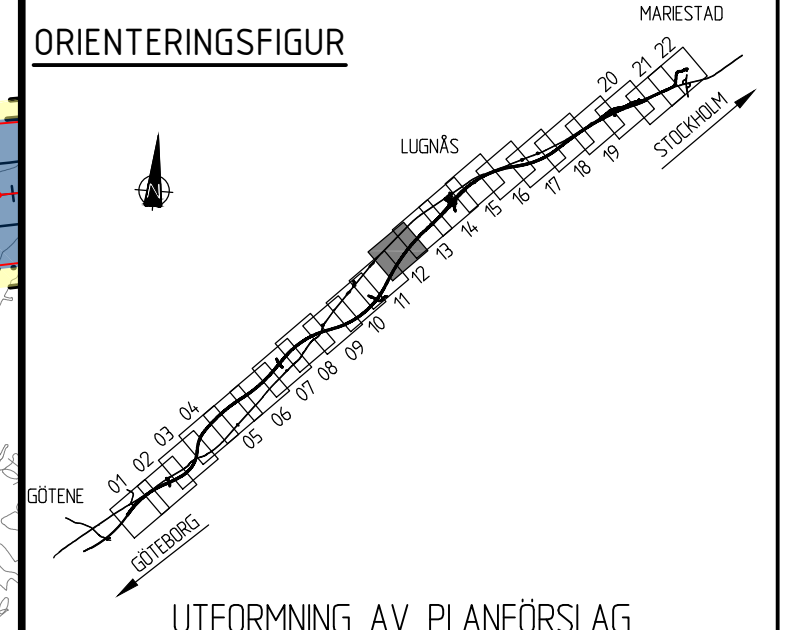 MARIESTAD
ORIENTERINGSFIGUR
22
21
20
STOCKHOLM
LUGNÅS
19
18
17
16
15
14
13
N
12
11
10
09
08
07
06
05
04
03
02
01
GÖTENE
GÖTEBORG
UTFORMNING AV PLANFÖRSLAG